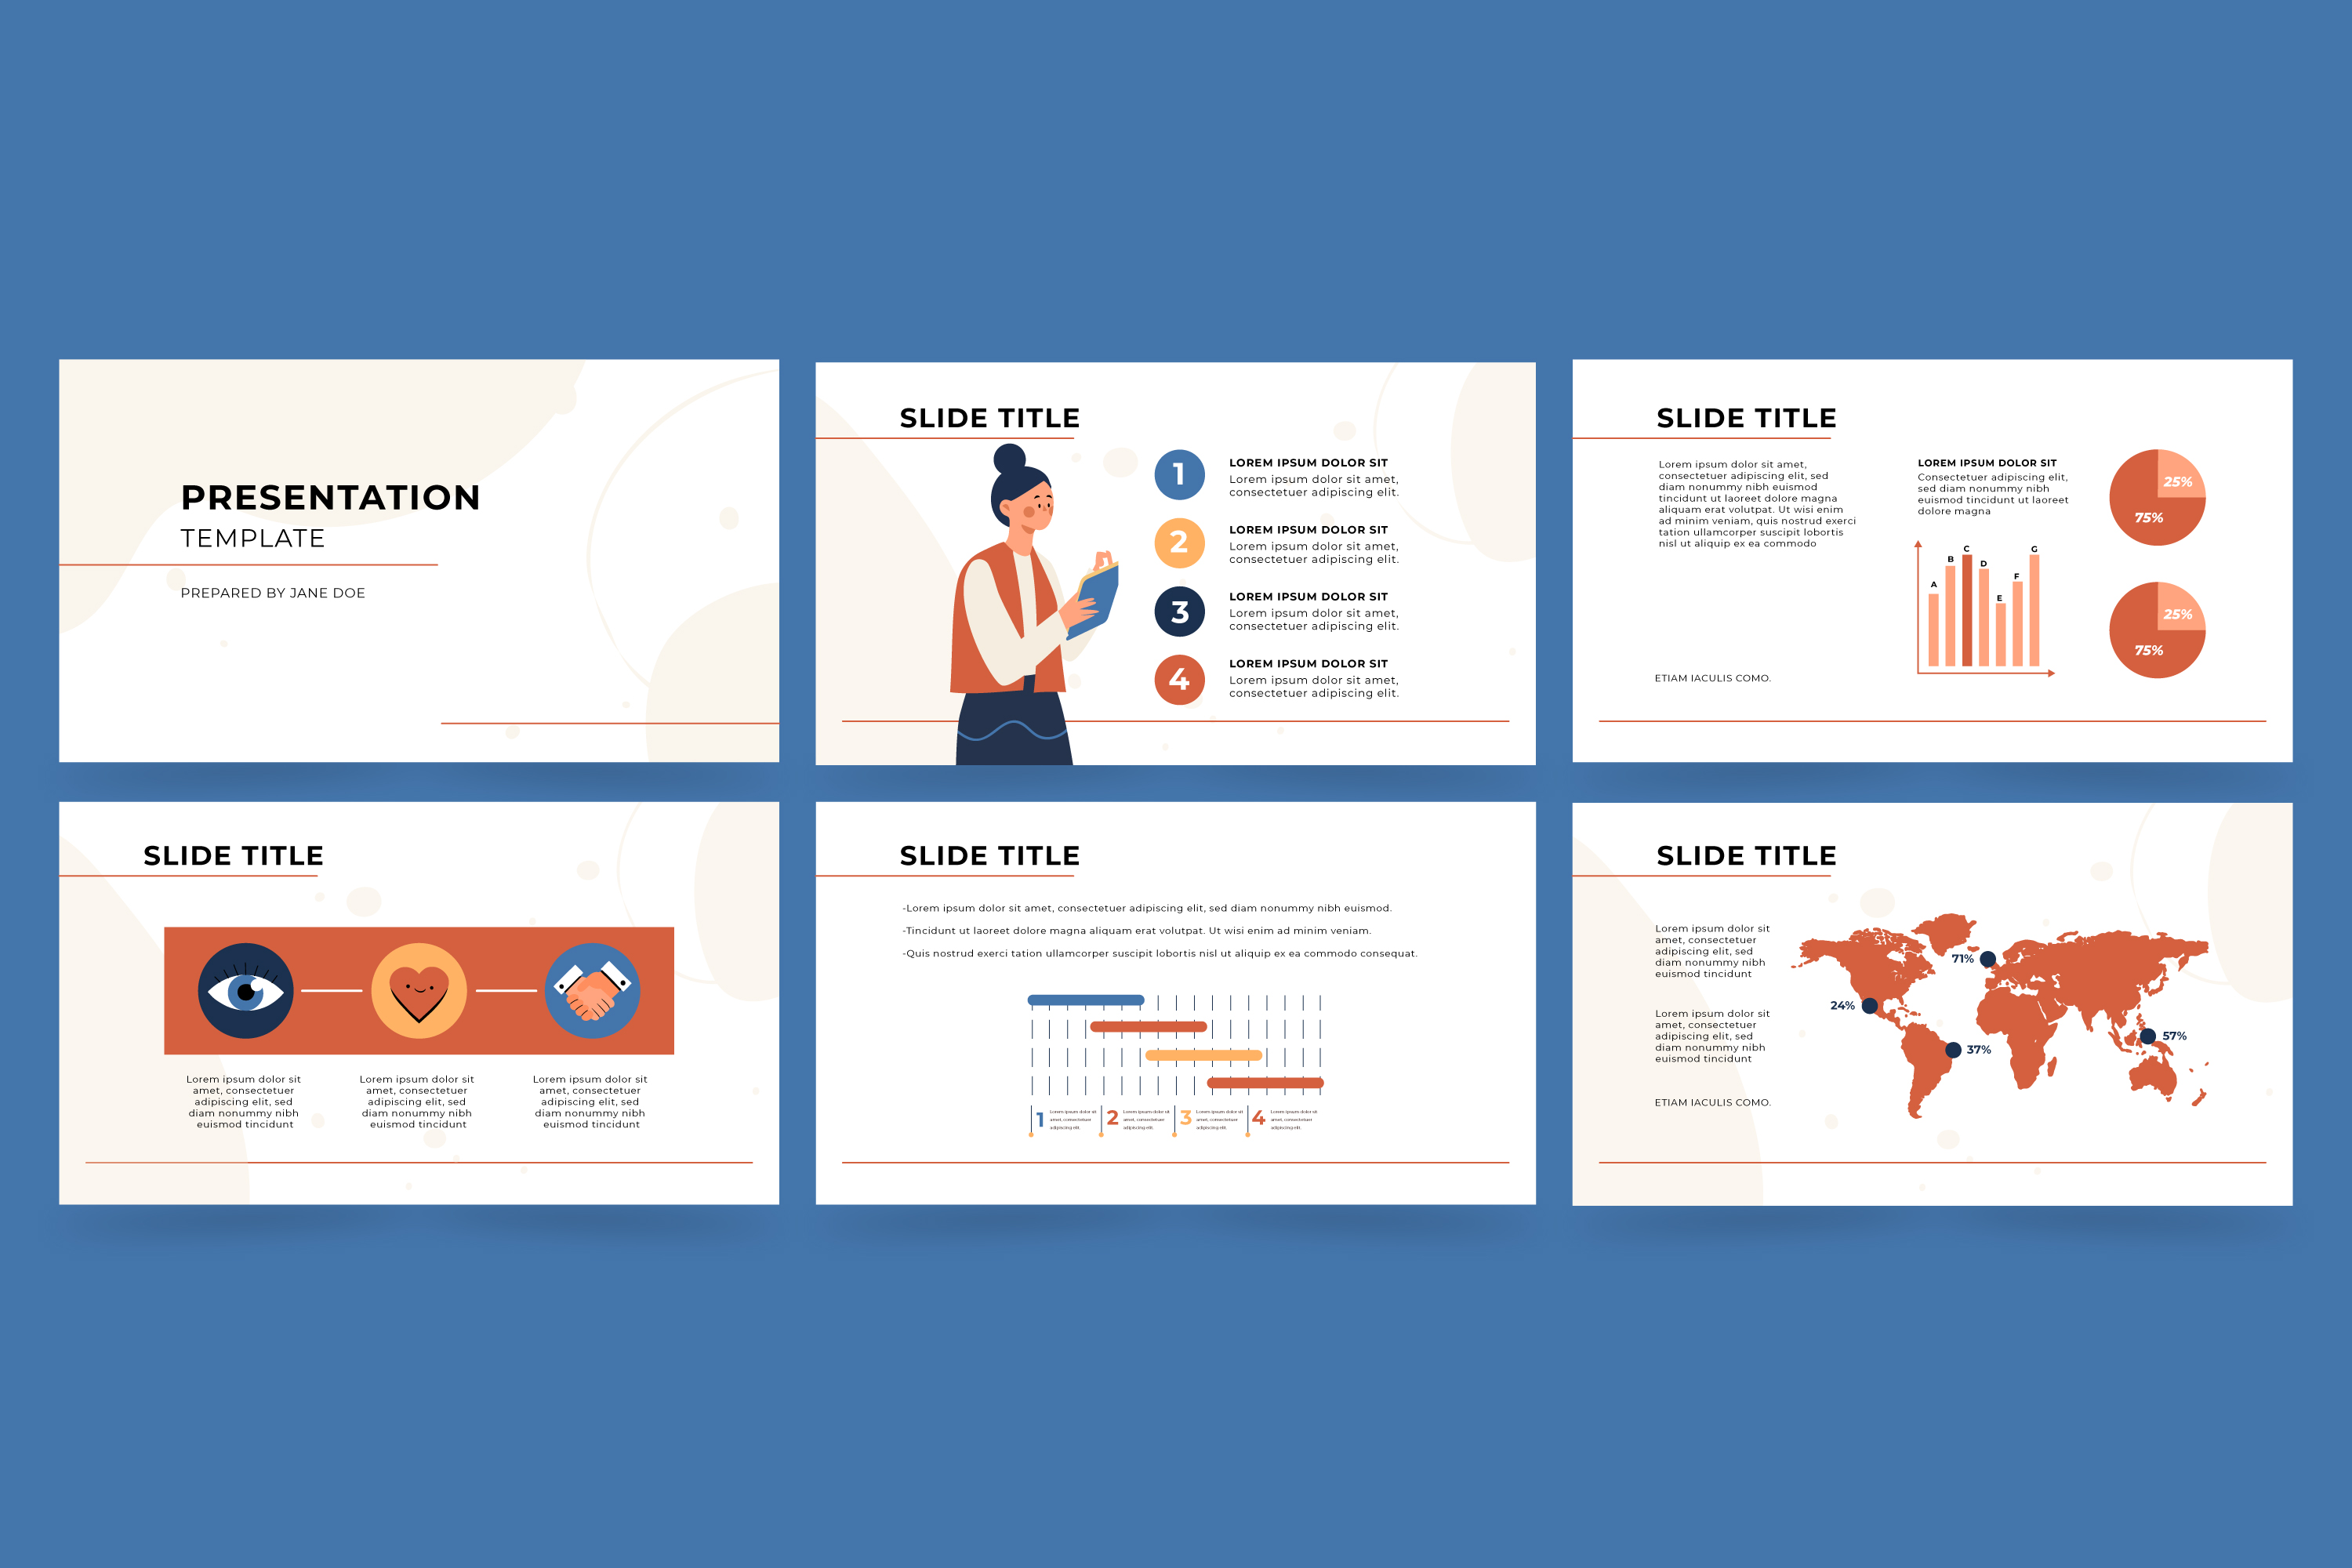 PRESENTATION
TEMPLATE
PREPARED BY JANE DOE
SLIDE TITLE
1
LOREM IPSUM DOLOR SIT
Lorem ipsum dolor sit amet,
consectetuer adipiscing elit.
2
LOREM IPSUM DOLOR SIT
Lorem ipsum dolor sit amet,
consectetuer adipiscing elit.
3
LOREM IPSUM DOLOR SIT
Lorem ipsum dolor sit amet,
consectetuer adipiscing elit.
4
LOREM IPSUM DOLOR SIT
Lorem ipsum dolor sit amet,
consectetuer adipiscing elit.
SLIDE TITLE
Lorem ipsum dolor sit amet,
consectetuer adipiscing elit, sed
diam nonummy nibh euismod
tincidunt ut laoreet dolore magna
aliquam erat volutpat. Ut wisi enim
ad minim veniam, quis nostrud exerci
tation ullamcorper suscipit lobortis
nisl ut aliquip ex ea commodo
ETIAM IACULIS COMO.
LOREM IPSUM DOLOR SIT
Consectetuer adipiscing elit,
sed diam nonummy nibh
euismod tincidunt ut laoreet
dolore magna
A
B
C
D
E
F
G
25%
75%
25%
75%
SLIDE TITLE
Lorem ipsum dolor sit
amet, consectetuer
adipiscing elit, sed
diam nonummy nibh
euismod tincidunt
Lorem ipsum dolor sit
amet, consectetuer
adipiscing elit, sed
diam nonummy nibh
euismod tincidunt
Lorem ipsum dolor sit
amet, consectetuer
adipiscing elit, sed
diam nonummy nibh
euismod tincidunt
SLIDE TITLE
-Lorem ipsum dolor sit amet, consectetuer adipiscing elit, sed diam nonummy nibh euismod.
-Tincidunt ut laoreet dolore magna aliquam erat volutpat. Ut wisi enim ad minim veniam.
-Quis nostrud exerci tation ullamcorper suscipit lobortis nisl ut aliquip ex ea commodo consequat.
1
Lorem ipsum dolor sit
amet, consectetuer
adipiscing elit.
2
Lorem ipsum dolor sit
amet, consectetuer
adipiscing elit.
3
Lorem ipsum dolor sit
amet, consectetuer
adipiscing elit.
4
Lorem ipsum dolor sit
amet, consectetuer
adipiscing elit.
SLIDE TITLE
Lorem ipsum dolor sit
amet, consectetuer
adipiscing elit, sed
diam nonummy nibh
euismod tincidunt
Lorem ipsum dolor sit
amet, consectetuer
adipiscing elit, sed
diam nonummy nibh
euismod tincidunt
ETIAM IACULIS COMO.
71%
24%
57%
37%